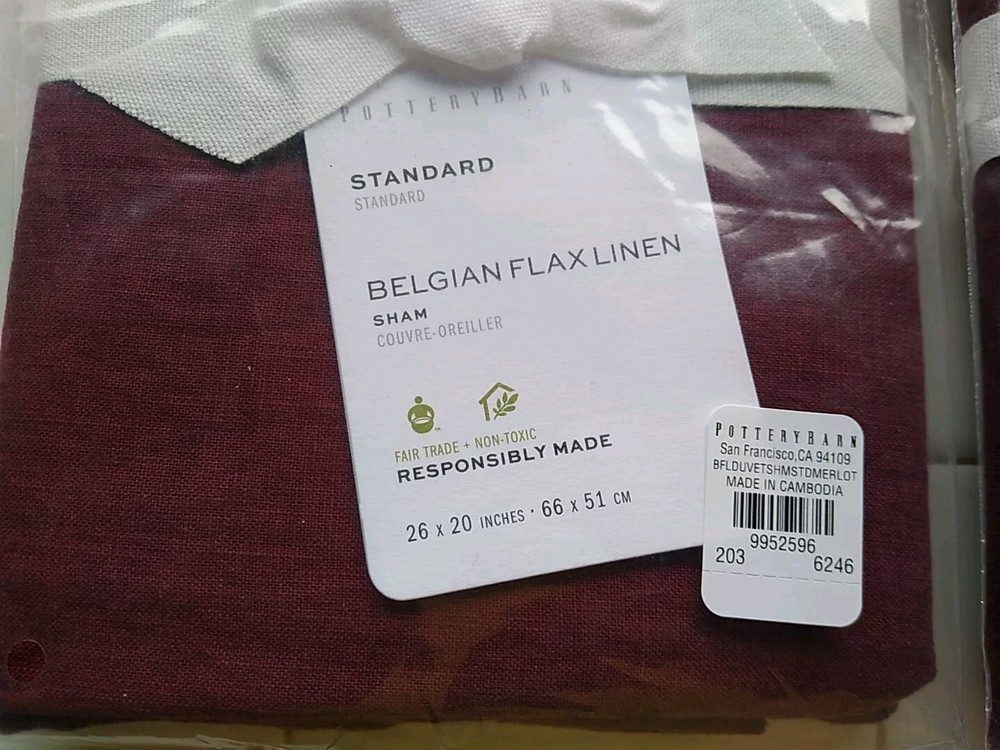 POTTERYBARN
STANDARD
STANDARD
BELGIAN FLAX LINEN
SHAM
COUVRE-OREILLER
FAIR TRADE + NON-TOXIC
RESPONSIBLY MADE
26 x 20 INCHES · 66 x 51 CM
POTTERYBARN
San Francisco,CA 94109
BFLDUVETSHMSTDMERLOT
MADE IN CAMBODIA
9952596
203 6246